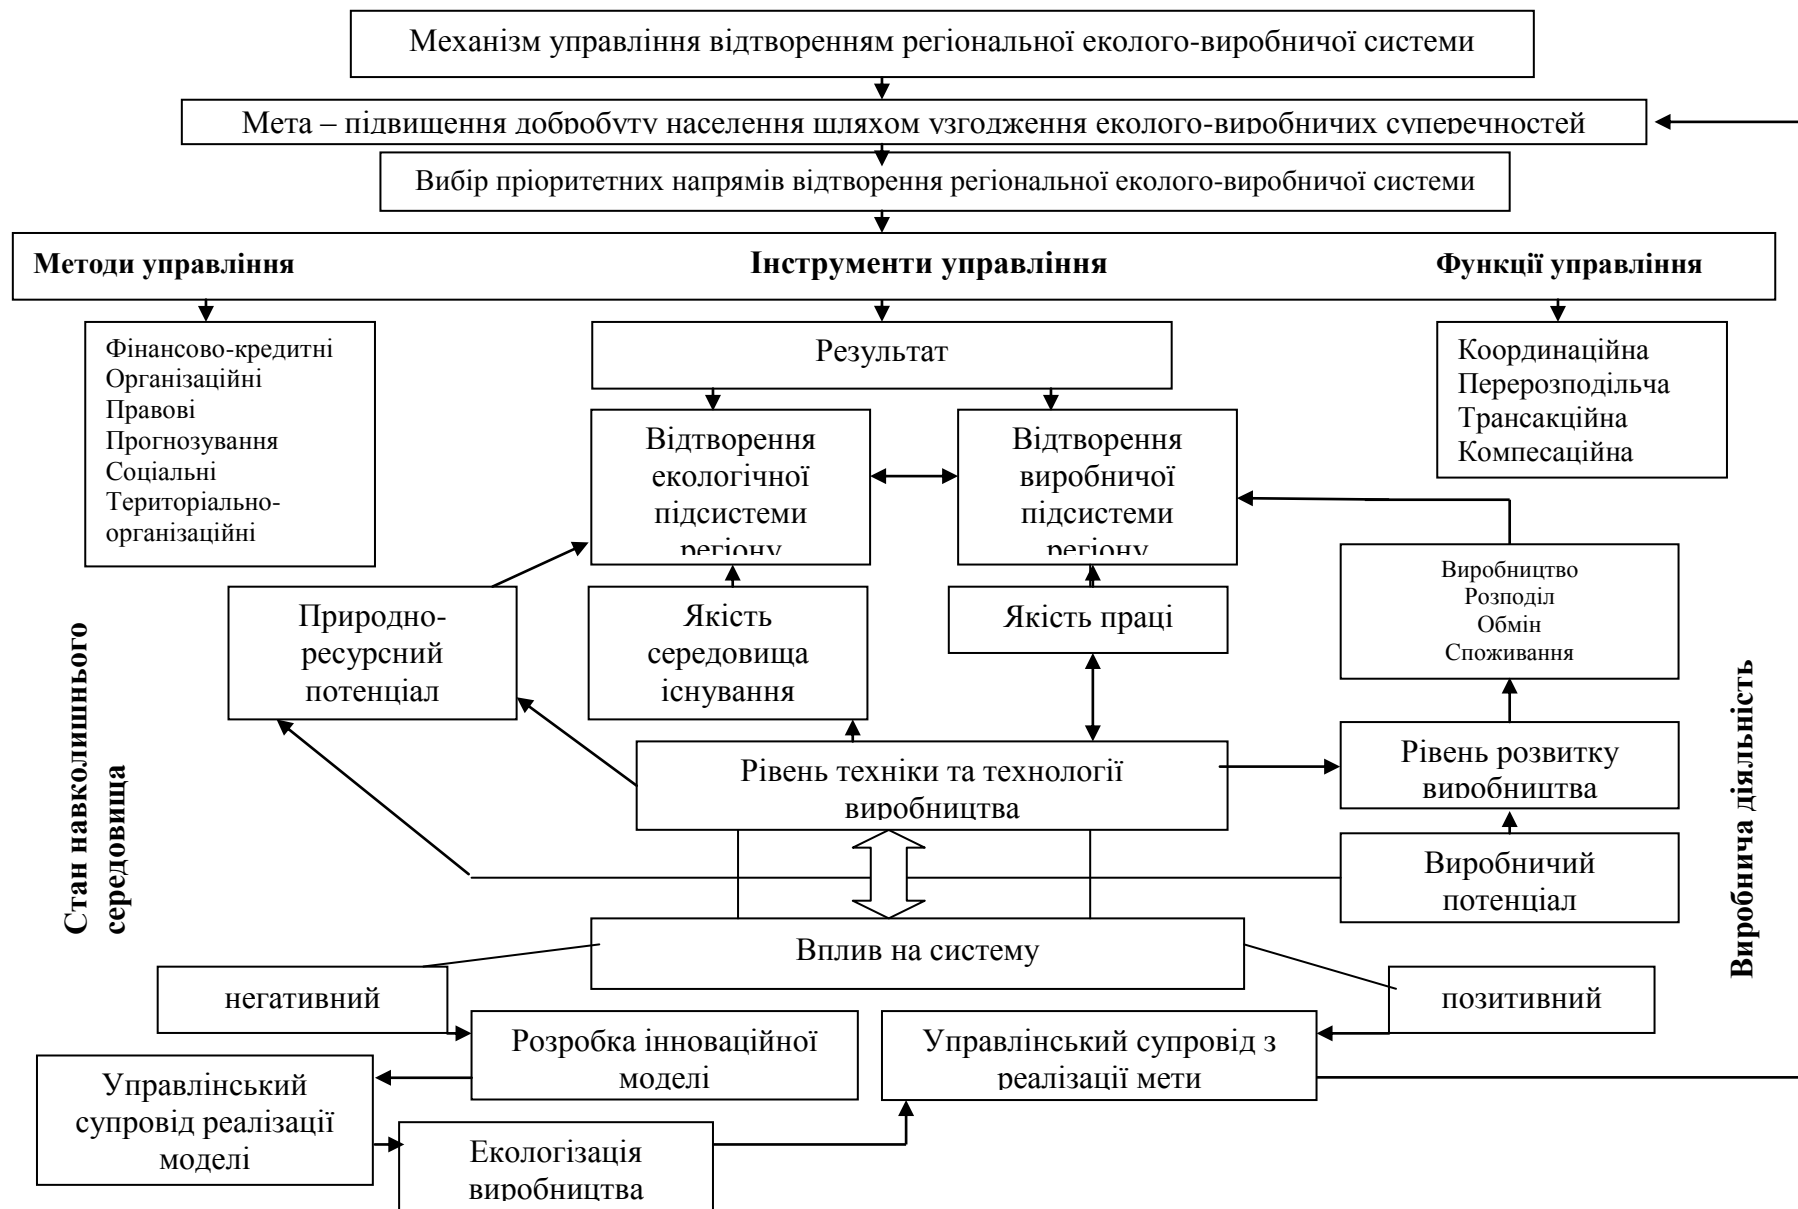 Механізм управління відтворенням регіональної еколого-виробничої системи
Мета – підвищення добробуту населення шляхом узгодження еколого-виробничих суперечностей
Вибір пріоритетних напрямів відтворення регіональної еколого-виробничої системи
Методи управління
Інструменти управління
Функції управління
Фінансово-кредитні
Організаційні
Правові
Прогнозування
Соціальні
Територіально-
організаційні
Результат
Координаційна
Перерозподільча
Трансакційна
Компесаційна
Відтворення
екологічної
підсистеми
регіону
Відтворення
виробничої
підсистеми
регіону
Виробництво
Розподіл
Обмін
Споживання
Природно-
ресурсний
потенціал
Якість
середовища
існування
Якість праці
Стан навколишнього
середовища
Виробнича діяльність
Рівень техніки та технології
виробництва
Рівень розвитку
виробництва
Виробничий
потенціал
Вплив на систему
негативний
позитивний
Розробка інноваційної
моделі
Управлінський супровід з
реалізації мети
Управлінський
супровід реалізації
моделі
Екологізація
виробництва